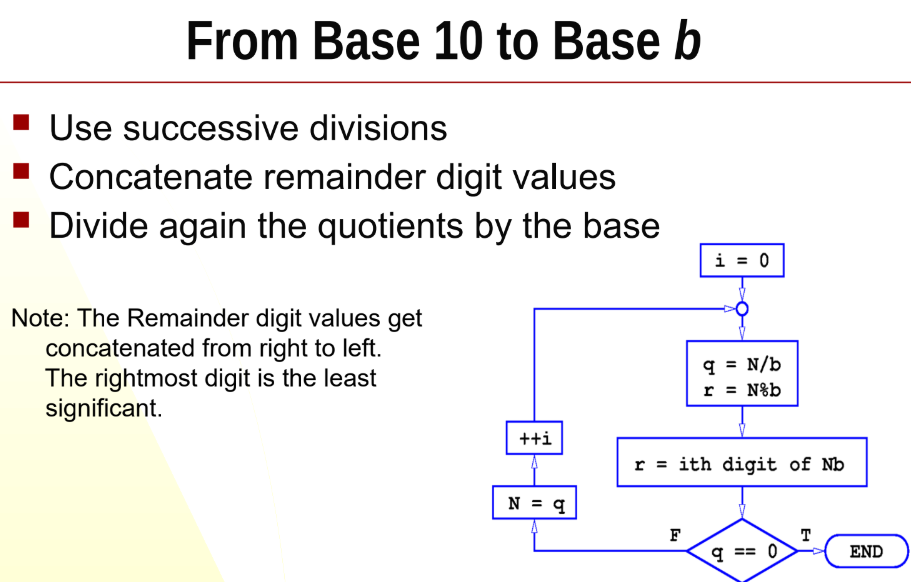 From Base 10 to Base b
Use successive divisions
Concatenate remainder digit values
Divide again the quotients by the base
Note: The Remainder digit values get
concatenated from right to left.
The rightmost digit is the least
significant.
i = 0
q = N/b
r = N%b
r = ith digit of Nb
q == 0
F
T
END
N = q
++i